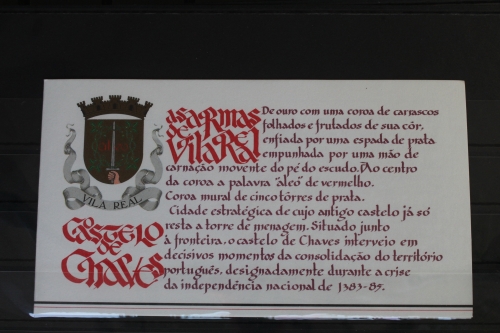 VILA REAL
as armas
de
Vila Real
De ouro com uma coroa de carrascos
folhados e frutados de sua côr,
enfiada por uma espada de prata
empunhada por uma mão de
carnação movente do pé do escudo. Ao centro
da coroa a palavra "aleo" de vermelho.
Coroa mural de cinco tôrres de prata.
Castelo
de
Chaves
Cidade estratégica de cujo antigo castelo já só
resta a torre de menagem. Situado junto
à fronteira, o castelo de Chaves interveio em
decisivos momentos da consolidação do território
português, designadamente durante a crise
da independência nacional de 1383-85.